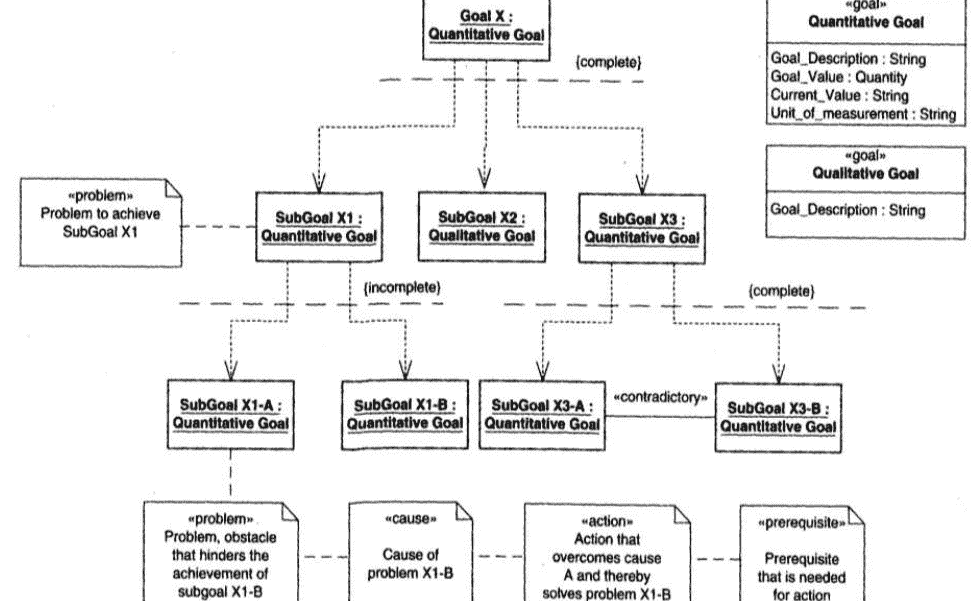 Goal X :
Quantitative Goal
{complete}
«goal»
Quantitative Goal
Goal_Description : String
Goal_Value : Quantity
Current_Value : String
Unit_of_measurement : String
«goal»
Qualitative Goal
Goal_Description : String
«problem»
Problem to achieve
SubGoal X1
SubGoal X1 :
Quantitative Goal
SubGoal X2 :
Qualitative Goal
SubGoal X3 :
Quantitative Goal
{incomplete}
{complete}
SubGoal X1-A :
Quantitative Goal
SubGoal X1-B :
Quantitative Goal
SubGoal X3-A :
Quantitative Goal
«contradictory»
SubGoal X3-B :
Quantitative Goal
«problem»
Problem, obstacle
that hinders the
achievement of
subgoal X1-B
«cause»
Cause of
problem X1-B
«action»
Action that
overcomes cause
A and thereby
solves problem X1-B
«prerequisite»
Prerequisite
that is needed
for action